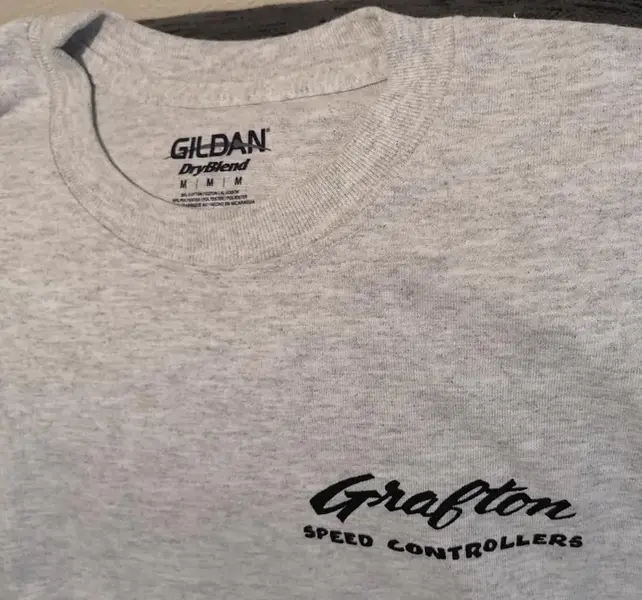 GILDAN®
DryBlend
M | M | M
Grafton
SPEED CONTROLLERS